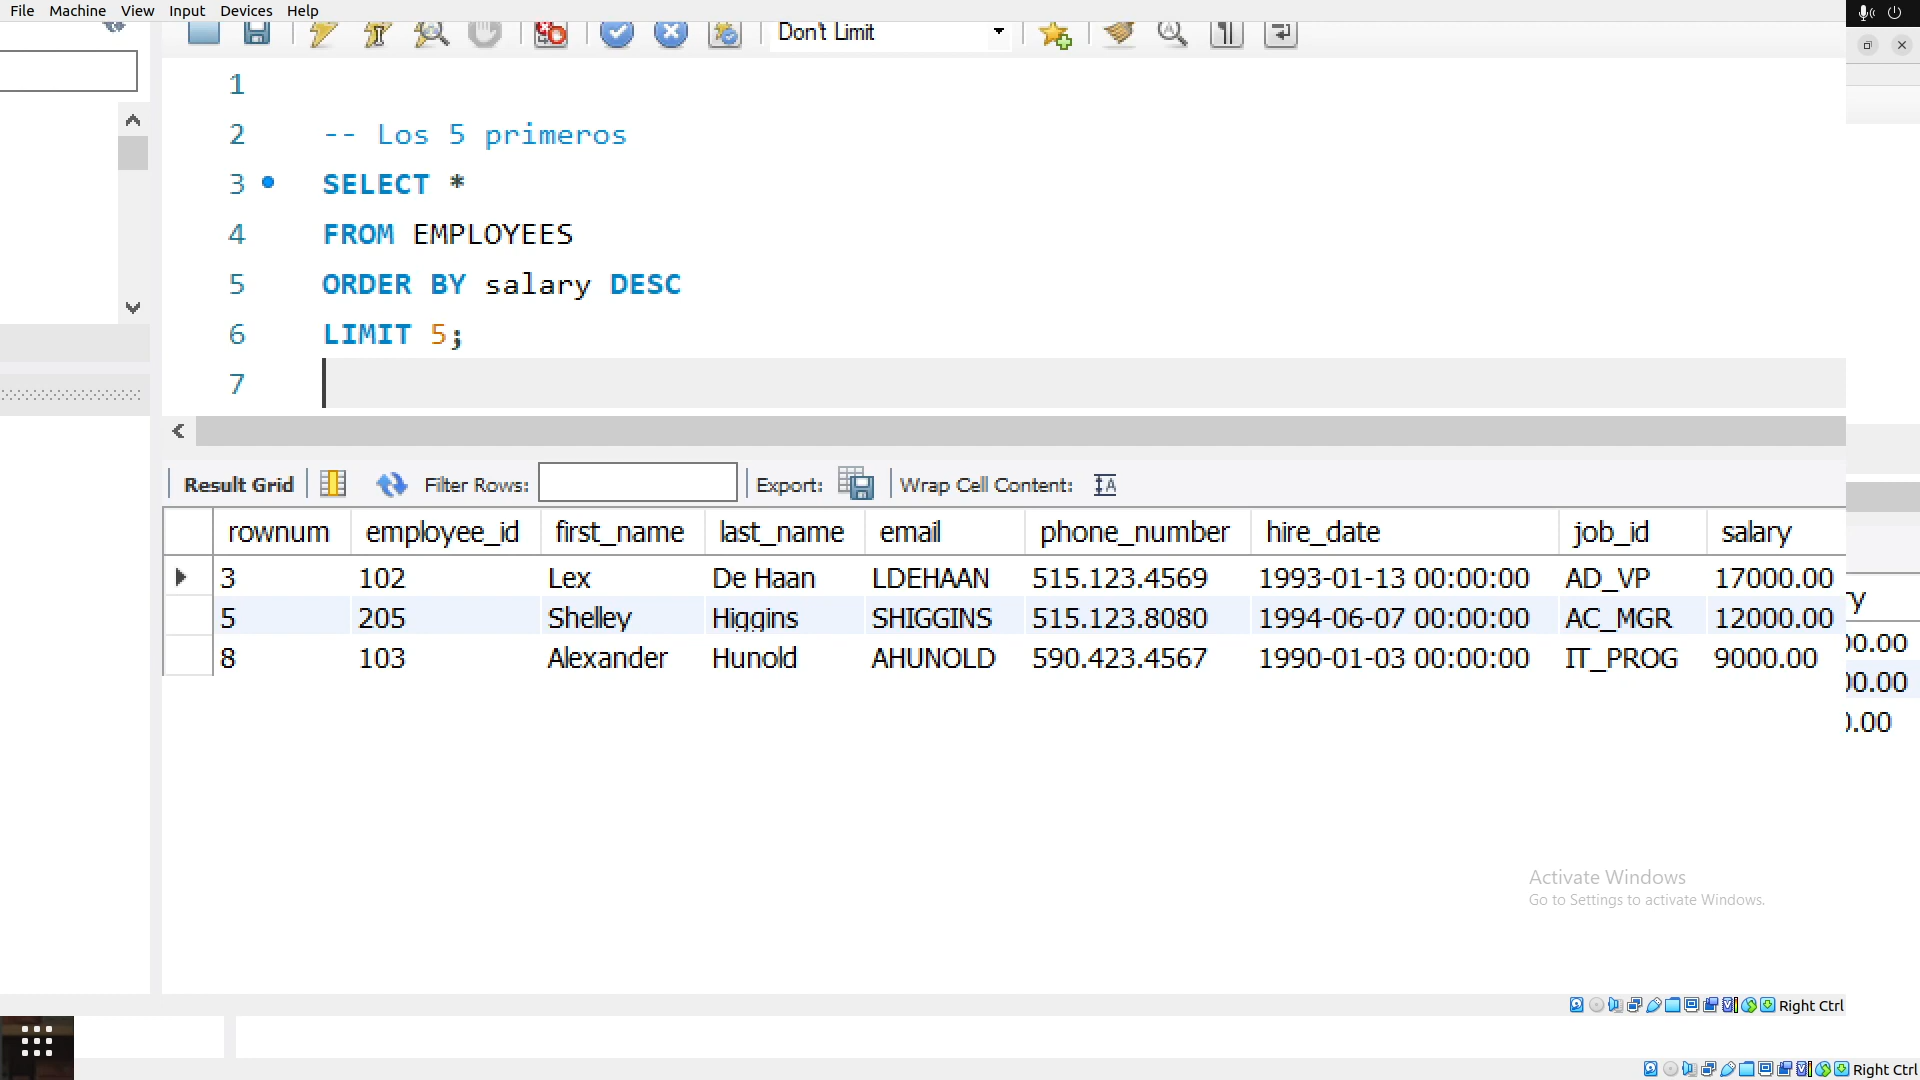 File Machine View Input Devices Help
Don't Limit
1
2 -- Los 5 primeros
3 SELECT *
4 FROM EMPLOYEES
5 ORDER BY salary DESC
6 LIMIT 5;
7
Result Grid Filter Rows: Export: Wrap Cell Content:
rownum employee_id first_name last_name email phone_number hire_date job_id salary
3 102 Lex De Haan LDEHAAN 515.123.4569 1993-01-13 00:00:00 AD_VP 17000.00
5 205 Shelley Higgins SHIGGINS 515.123.8080 1994-06-07 00:00:00 AC_MGR 12000.00
8 103 Alexander Hunold AHUNOLD 590.423.4567 1990-01-03 00:00:00 IT_PROG 9000.00
Activate Windows
Go to Settings to activate Windows.
Right Ctrl
Right Ctrl